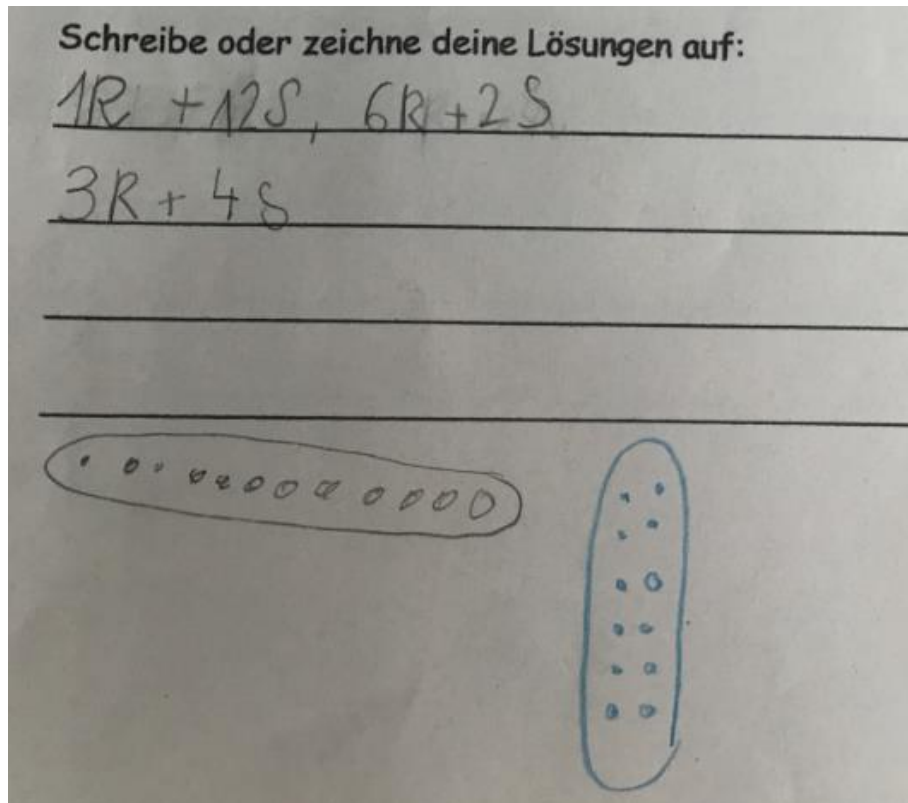 Schreibe oder zeichne deine Lösungen auf:
1R + 12S, 6R + 2S
3R + 4S